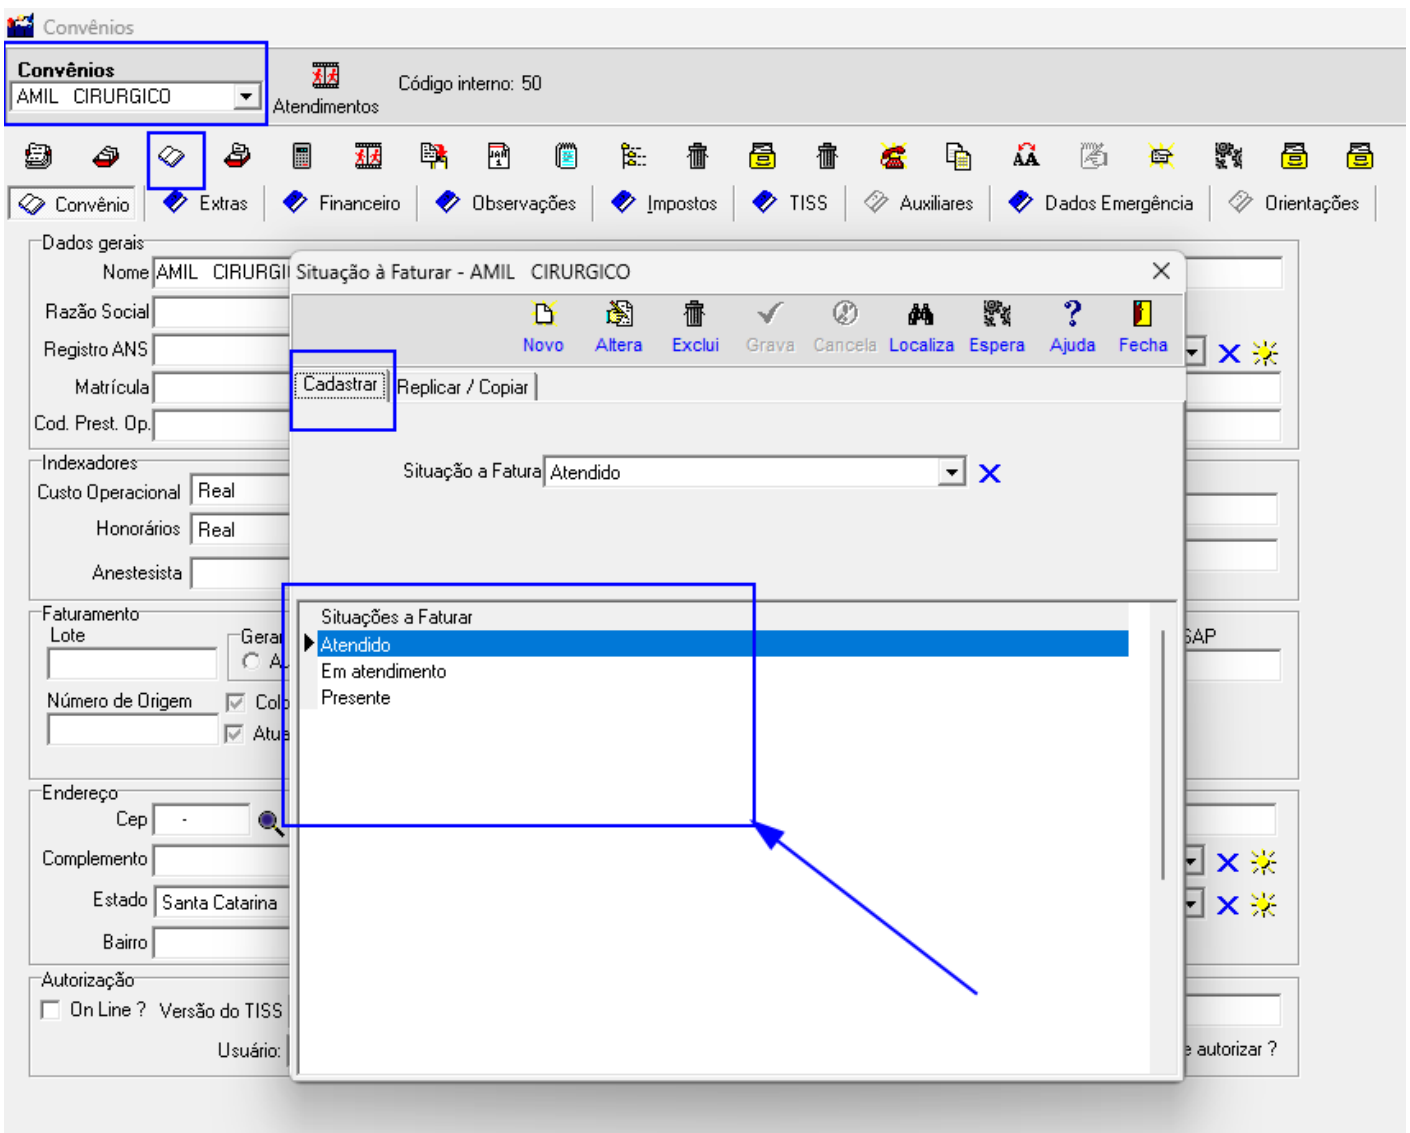 Convênios
Convênios
AMIL   CIRURGICO
Atendimentos
Código interno: 50
Convênio
Extras
Financeiro
Observações
Impostos
TISS
Auxiliares
Dados Emergência
Orientações
Dados gerais
Nome AMIL   CIRURGI
Razão Social
Registro ANS
Matrícula
Cod. Prest. Op.
Indexadores
Custo Operacional Real
Honorários Real
Anestesista
Faturamento
Lote
Número de Origem
Endereço
Cep   -
Complemento
Estado Santa Catarina
Bairro
Autorização
On Line ?  Versão do TISS
Usuário:
autorizar ?
Situação à Faturar - AMIL   CIRURGICO
Novo
Altera
Exclui
Grava
Cancela
Localiza
Espera
Ajuda
Fecha
Cadastrar
Replicar / Copiar
Situação a Fatura Atendido
Situações a Faturar
Atendido
Em atendimento
Presente